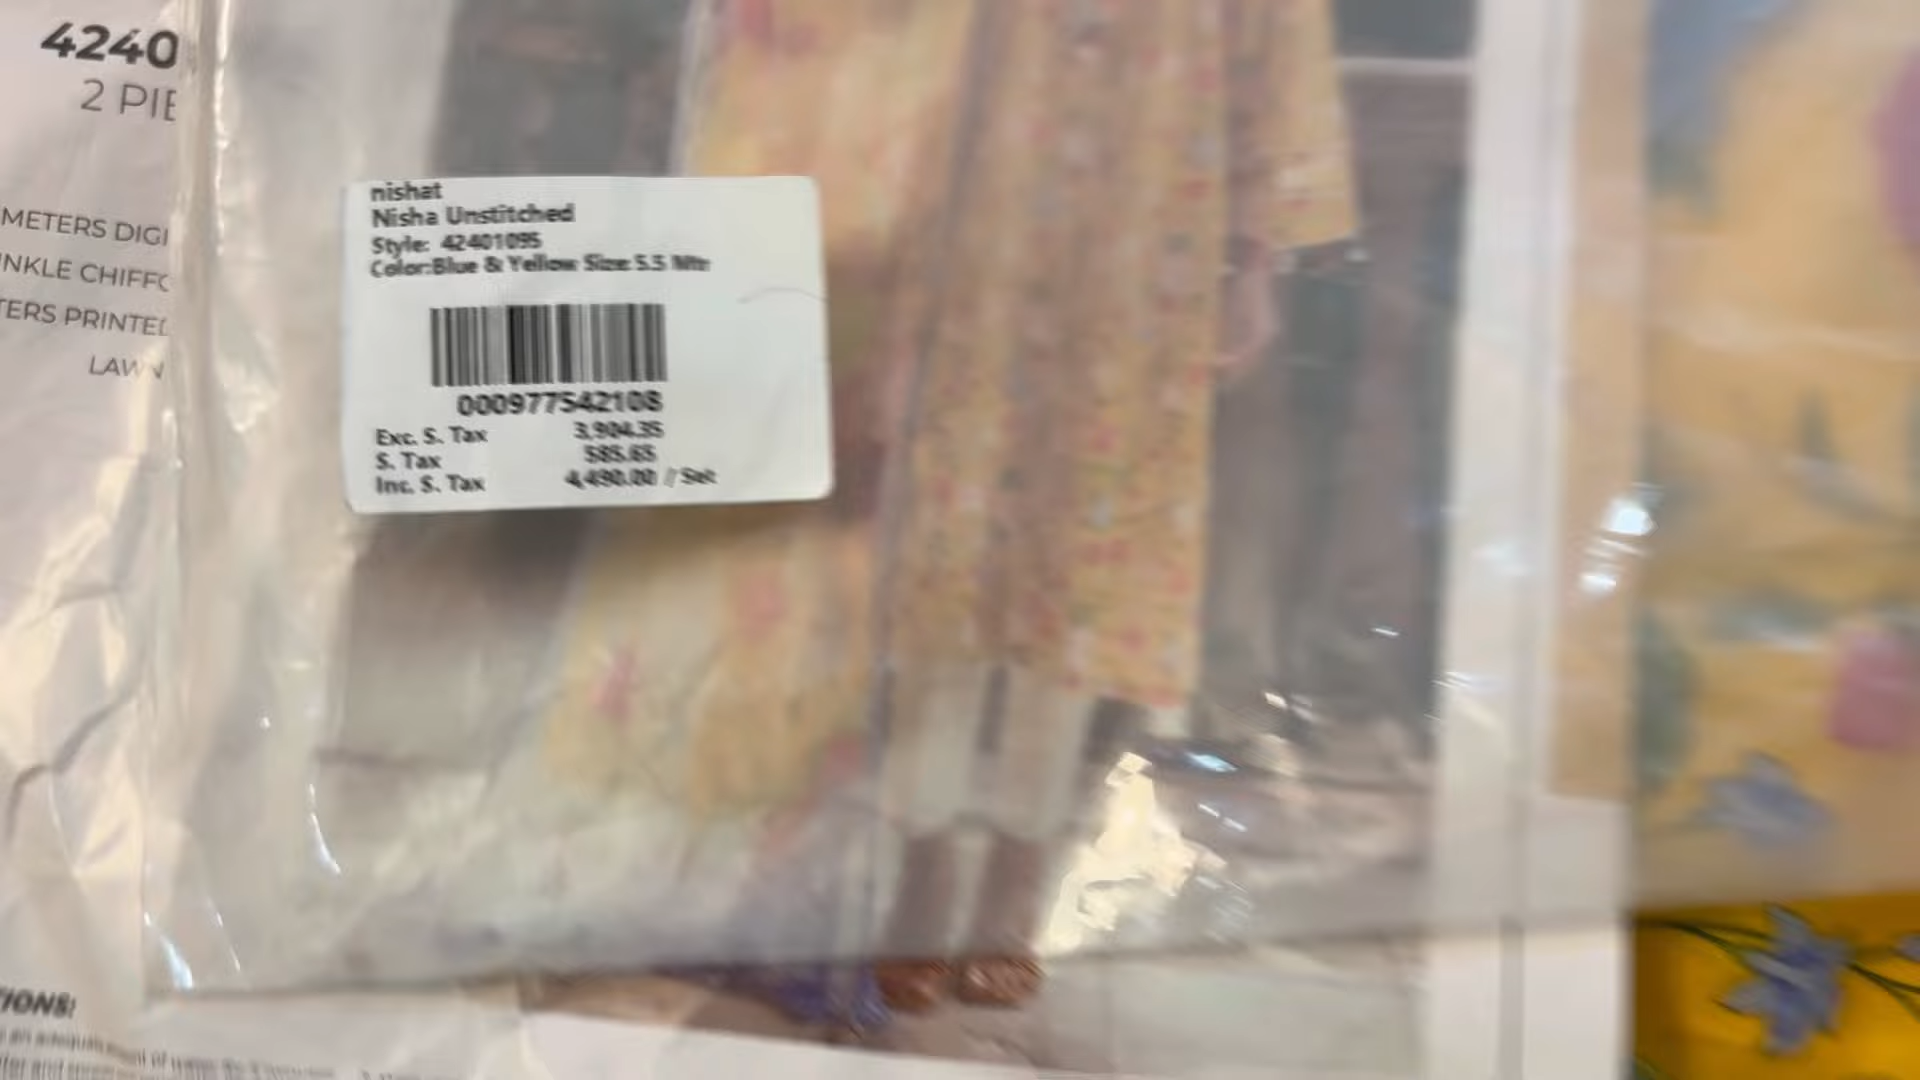 4240
2 PIE
METERS DIGI
INKLE CHIFFO
TERS PRINTED
LAWN
nishat
Nisha Unstitched
Style: 42401095
Color:Blue & Yellow Size: 5.5 Mtr
000977542108
Exc. S. Tax 3,904.35
S. Tax 585.65
Inc. S. Tax 4,490.00 // Set
TIONS!